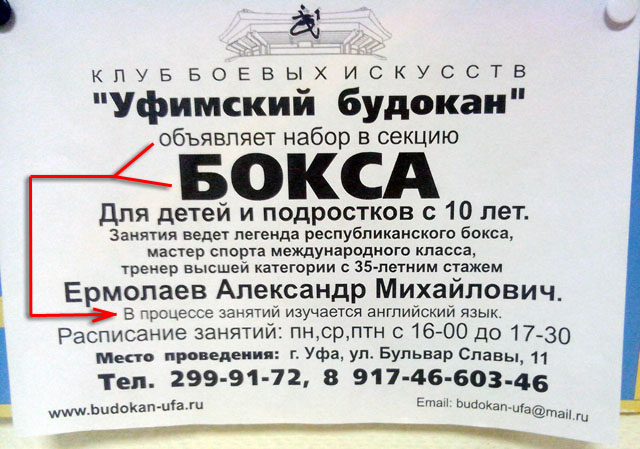 КЛУБ БОЕВЫХ ИСКУССТВ
"Уфимский будокан"
объявляет набор в секцию
БОКСА
Для детей и подростков с 10 лет.
Занятия ведет легенда республиканского бокса,
мастер спорта международного класса,
тренер высшей категории с 35-летним стажем
Ермолаев Александр Михайлович.
В процессе занятий изучается английский язык.
Расписание занятий: пн,ср,птн с 16-00 до 17-30
Место проведения: г. Уфа, ул. Бульвар Славы, 11
Тел. 299-91-72, 8 917-46-603-46
www.budokan-ufa.ru Email: budokan-ufa@mail.ru